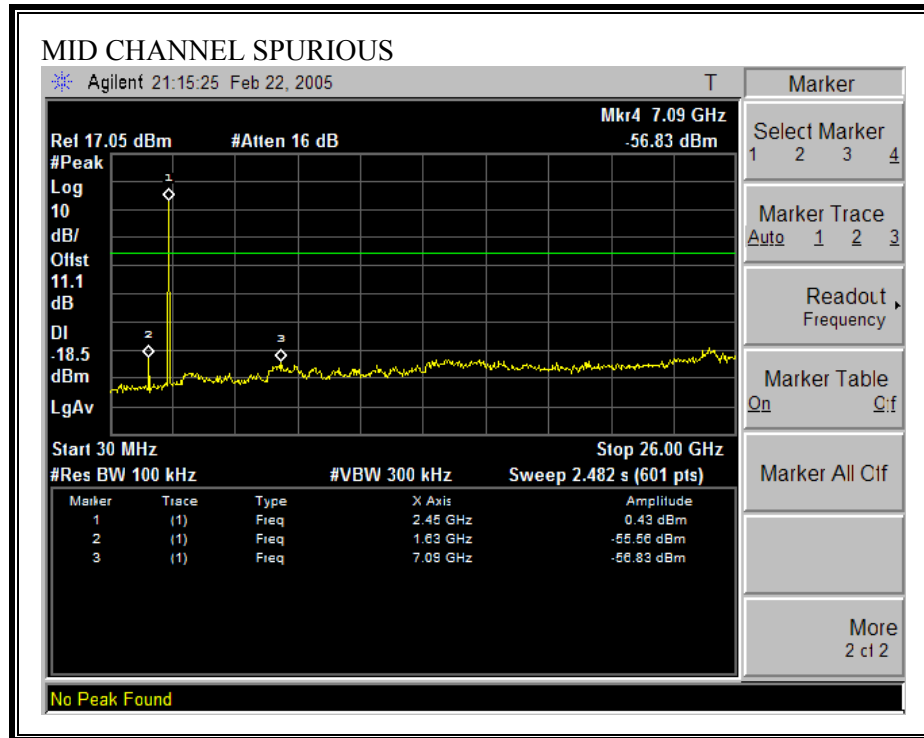 MID CHANNEL SPURIOUS
Agilent 21:15:25 Feb 22, 2005 T
Mkr4 7.09 GHz
Ref 17.05 dBm #Atten 16 dB -56.83 dBm
#Peak
Log
10
dB/
Offst
11.1
dB
DI
-18.5
dBm
LgAv
1
2
3
Start 30 MHz Stop 26.00 GHz
#Res BW 100 kHz #VBW 300 kHz Sweep 2.482 s (601 pts)
Marker Trace Type X Axis Amplitude
1 (1) Freq 2.45 GHz 0.43 dBm
2 (1) Freq 1.63 GHz -55.56 dBm
3 (1) Freq 7.09 GHz -56.83 dBm
No Peak Found
Marker
Select Marker
1 2 3 4
Marker Trace
Auto 1 2 3
Readout
Frequency
Marker Table
On Off
Marker All Off
More
2 of 2